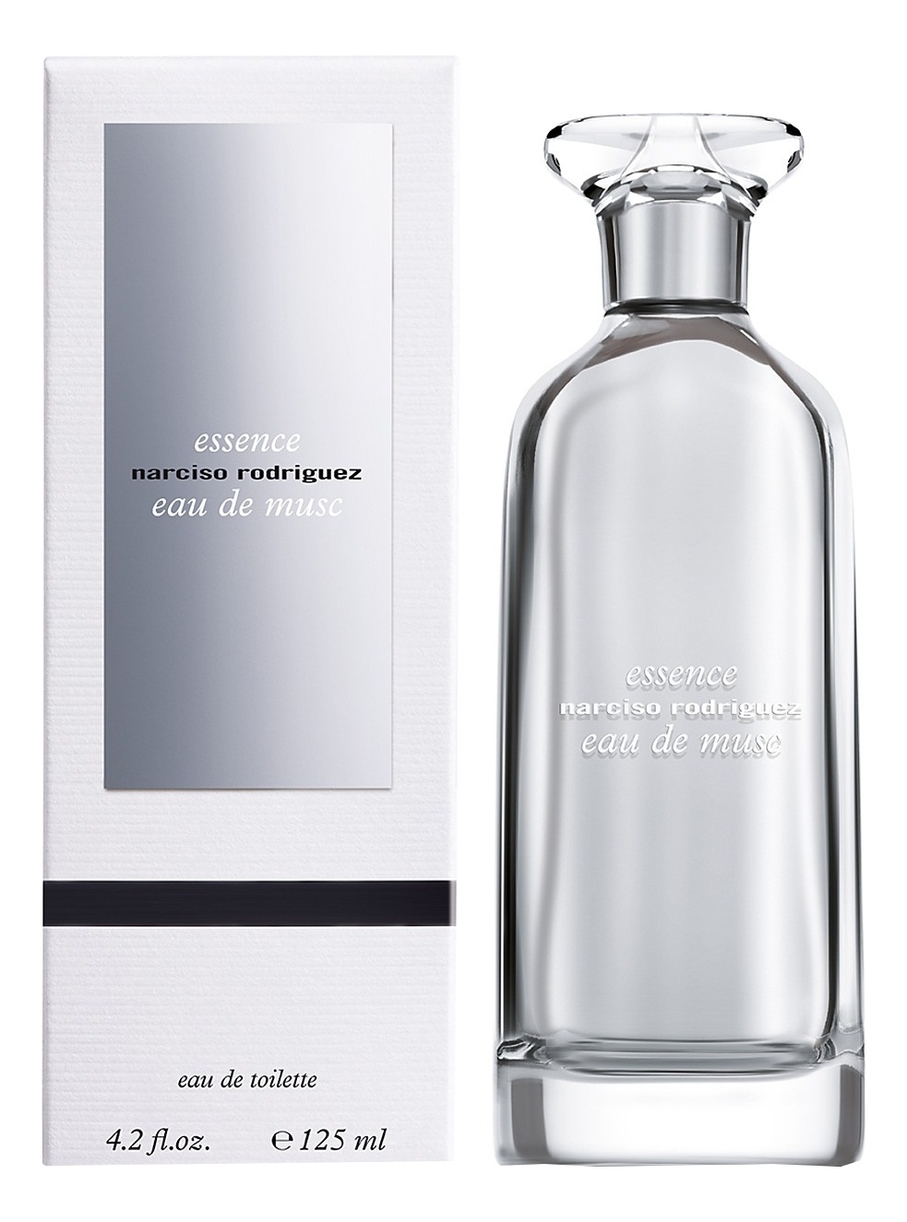 essence
narciso rodriguez
eau de musc
eau de toilette
4.2 fl.oz. ℮ 125 ml
essence
narciso rodriguez
eau de musc